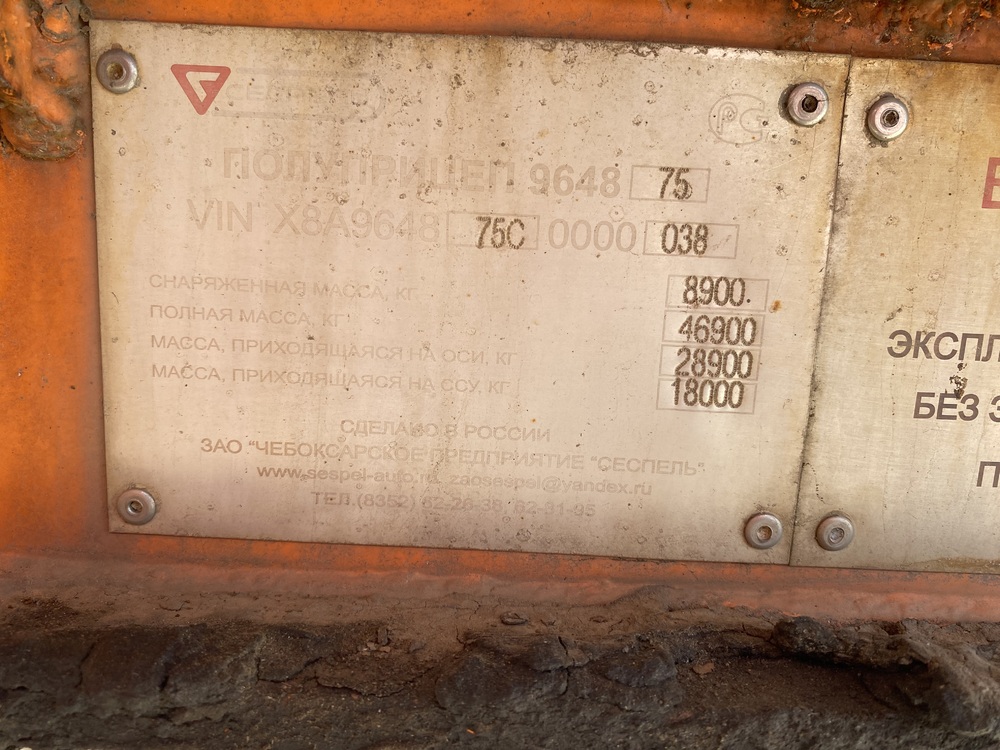 РС
ПОЛУПРИЦЕП 9648 75
VIN X8A9648 75C 0000 038
СНАРЯЖЕННАЯ МАССА, КГ 8900.
ПОЛНАЯ МАССА, КГ 46900
МАССА, ПРИХОДЯЩАЯСЯ НА ОСИ, КГ 28900
МАССА, ПРИХОДЯЩАЯСЯ НА ССУ, КГ 18000
СДЕЛАНО В РОССИИ
ЗАО "ЧЕБОКСАРСКОЕ ПРЕДПРИЯТИЕ "СЕСПЕЛЬ"
www.sespel-auto.ru, zaosespel@yandex.ru
ТЕЛ.(8352) 62-26-38, 62-31-95
ЭКСПЛ
БЕЗ З
П